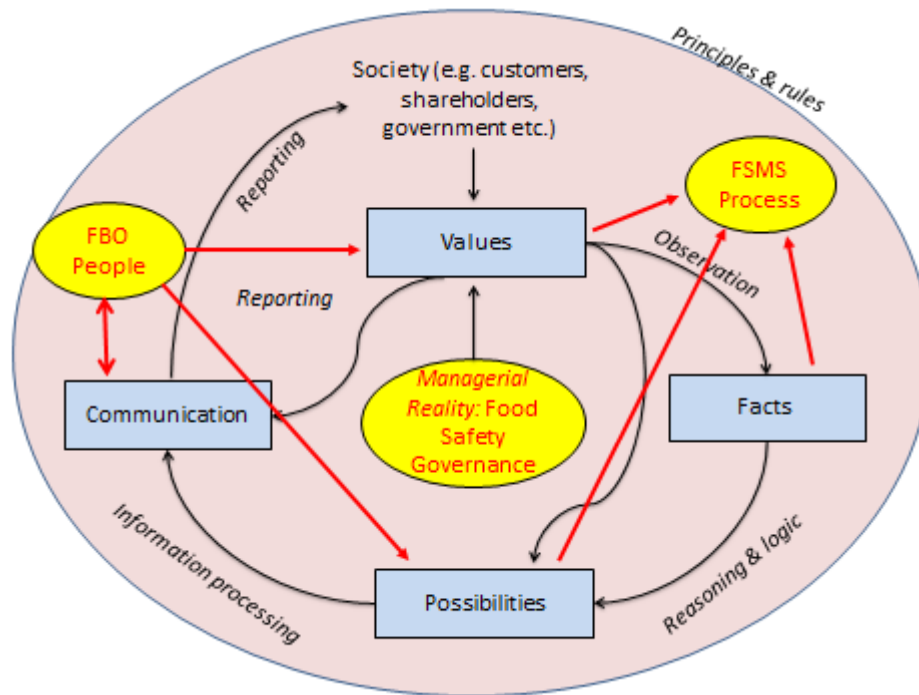 Principles & rules
Society (e.g. customers,
shareholders,
government etc.)
Reporting
FSMS
Process
FBO
People
Values
Observation
Reporting
Managerial
Reality: Food
Safety
Governance
Communication
Facts
Information processing
Possibilities
Reasoning & logic